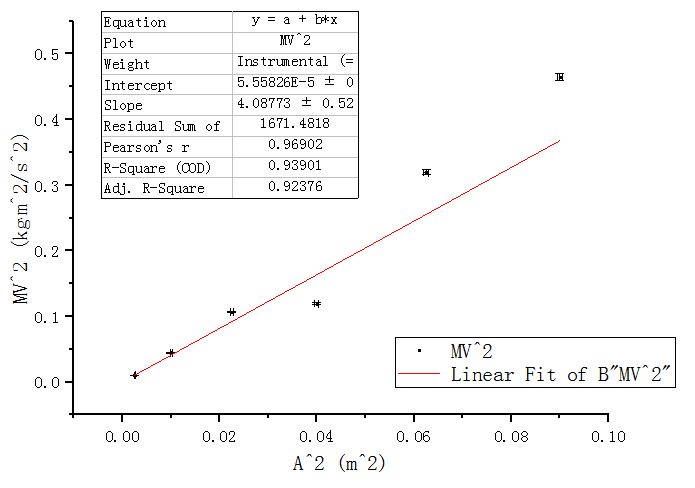 Equation y = a + b*x
Plot MV^2
Weight Instrumental (=
Intercept 5.55826E-5 ± 0
Slope 4.08773 ± 0.52
Residual Sum of 1671.4818
Pearson's r 0.96902
R-Square (COD) 0.93901
Adj. R-Square 0.92376
0.5
0.4
0.3
0.2
0.1
0.0
MV^2 (kgm^2/s^2)
MV^2
Linear Fit of B"MV^2"
0.00 0.02 0.04 0.06 0.08 0.10
A^2 (m^2)